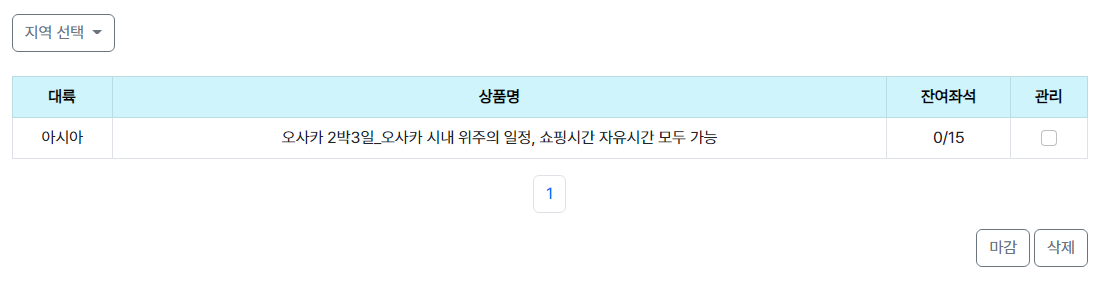 지역 선택
대륙 상품명 잔여좌석 관리
아시아 오사카 2박3일_오사카 시내 위주의 일정, 쇼핑시간 자유시간 모두 가능 0/15
1
마감 삭제